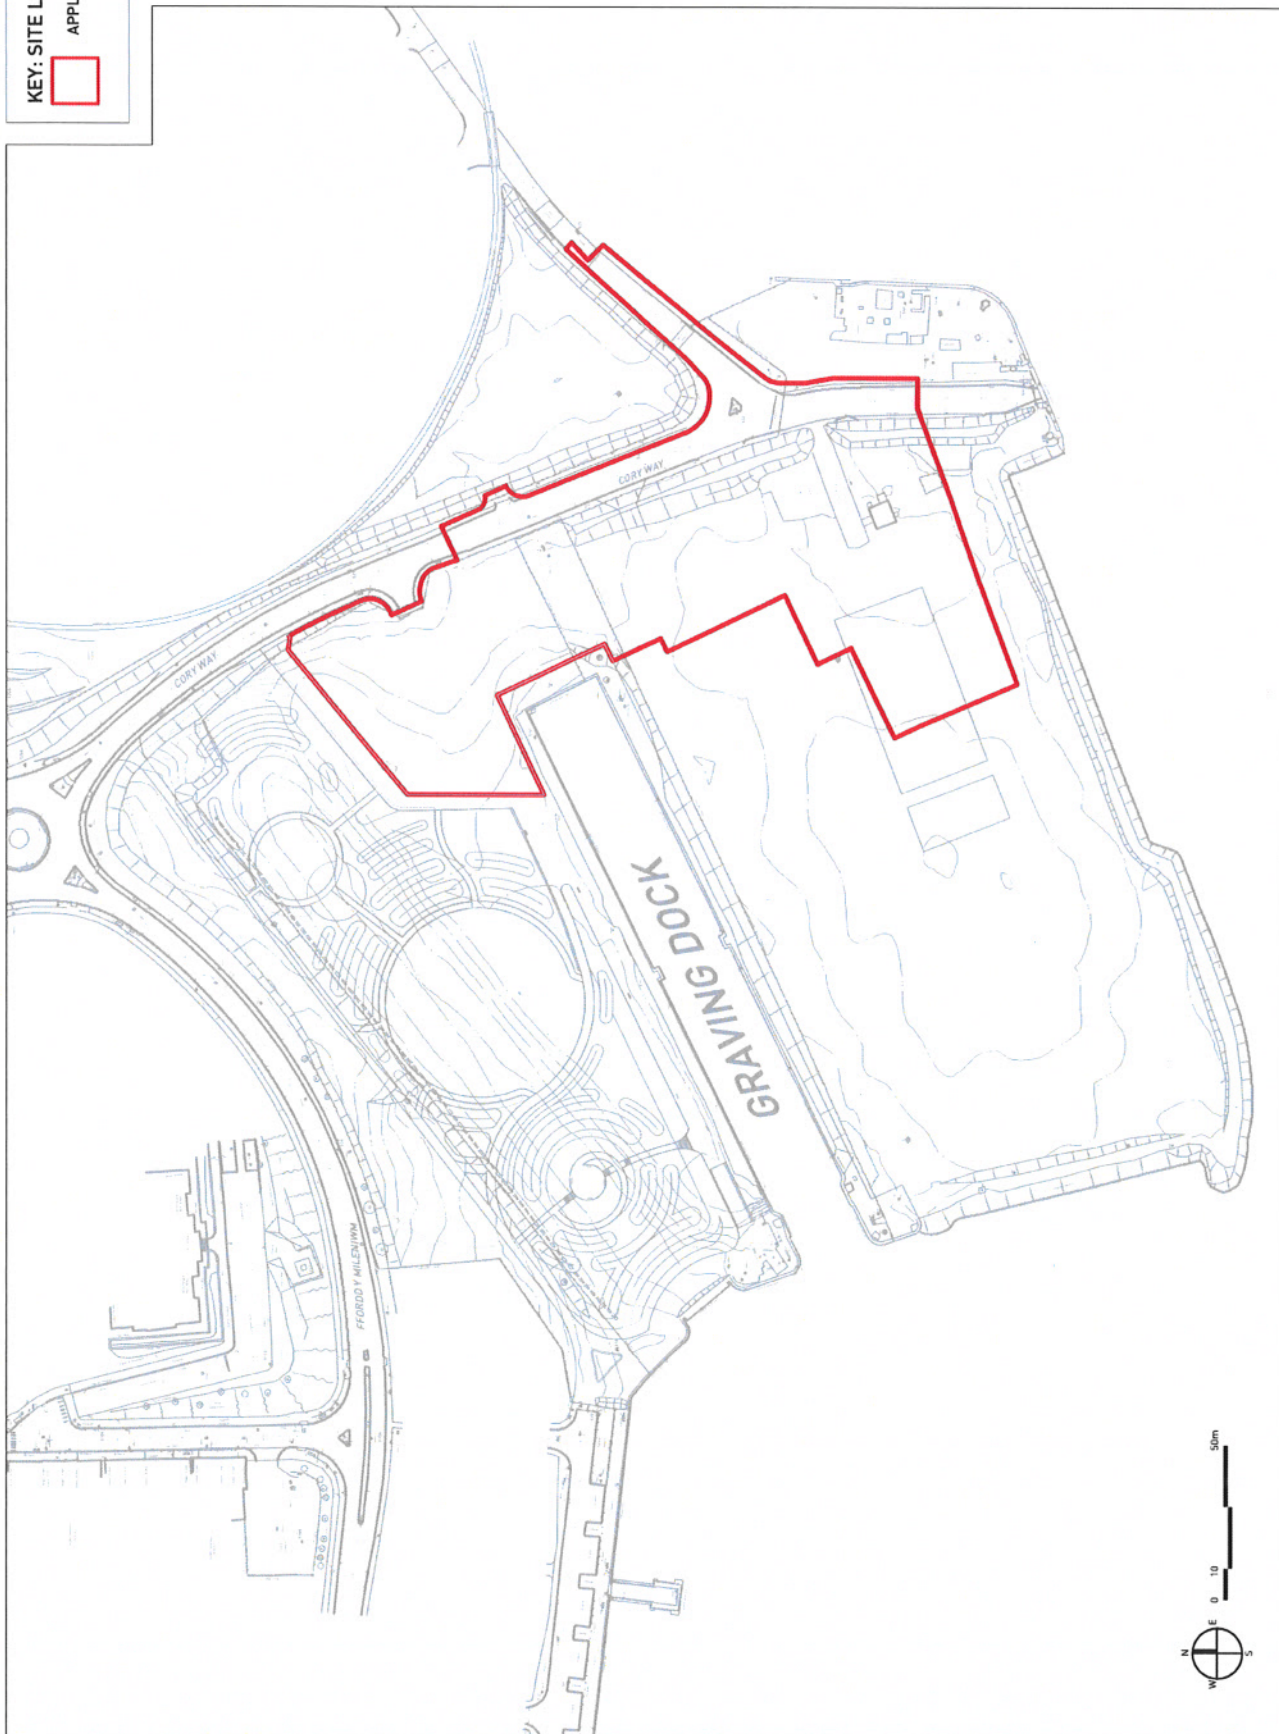 KEY: SITE L
APPL
CORY WAY
CORY WAY
GRAVING DOCK
FFORDD Y MILENIWM
N
W
E
S
0 10 50m